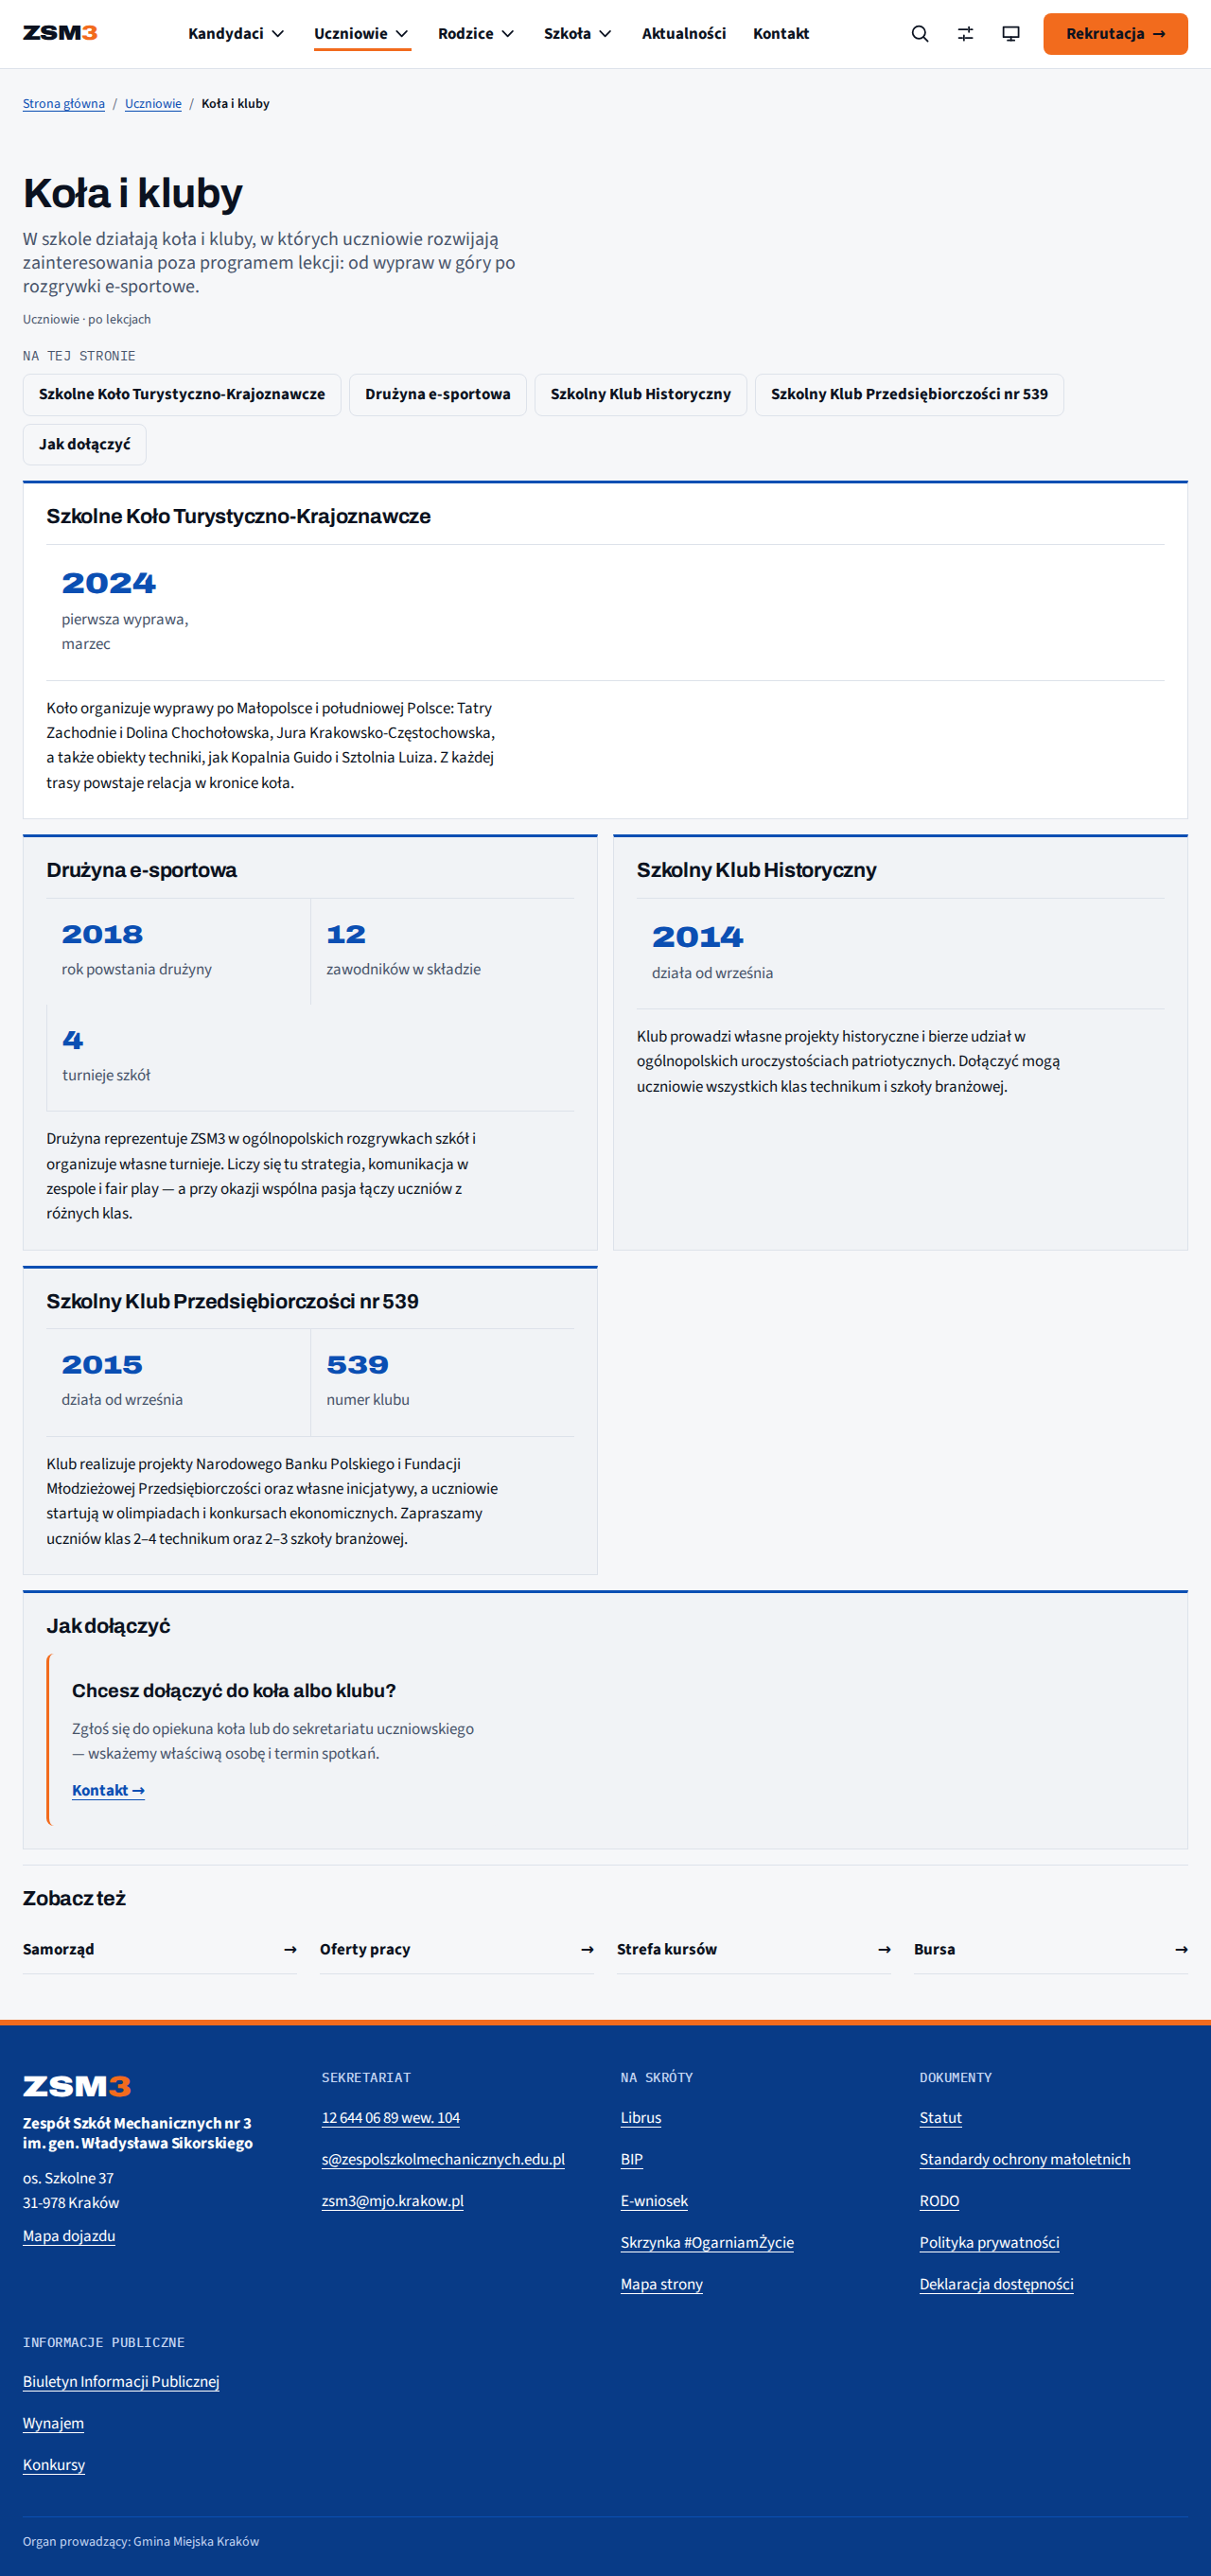 ZSM3
Kandydaci
Uczniowie
Rodzice
Szkoła
Aktualności
Kontakt
Rekrutacja →
Strona główna / Uczniowie / Koła i kluby
Koła i kluby
W szkole działają koła i kluby, w których uczniowie rozwijają
zainteresowania poza programem lekcji: od wypraw w góry po
rozgrywki e-sportowe.
Uczniowie · po lekcjach
NA TEJ STRONIE
Szkolne Koło Turystyczno-Krajoznawcze
Drużyna e-sportowa
Szkolny Klub Historyczny
Szkolny Klub Przedsiębiorczości nr 539
Jak dołączyć
Szkolne Koło Turystyczno-Krajoznawcze
2024
pierwsza wyprawa,
marzec
Koło organizuje wyprawy po Małopolsce i południowej Polsce: Tatry
Zachodnie i Dolina Chochołowska, Jura Krakowsko-Częstochowska,
a także obiekty techniki, jak Kopalnia Guido i Sztolnia Luiza. Z każdej
trasy powstaje relacja w kronice koła.
Drużyna e-sportowa
2018
rok powstania drużyny
12
zawodników w składzie
4
turnieje szkół
Drużyna reprezentuje ZSM3 w ogólnopolskich rozgrywkach szkół i
organizuje własne turnieje. Liczy się tu strategia, komunikacja w
zespole i fair play — a przy okazji wspólna pasja łączy uczniów z
różnych klas.
Szkolny Klub Historyczny
2014
działa od września
Klub prowadzi własne projekty historyczne i bierze udział w
ogólnopolskich uroczystościach patriotycznych. Dołączyć mogą
uczniowie wszystkich klas technikum i szkoły branżowej.
Szkolny Klub Przedsiębiorczości nr 539
2015
działa od września
539
numer klubu
Klub realizuje projekty Narodowego Banku Polskiego i Fundacji
Młodzieżowej Przedsiębiorczości oraz własne inicjatywy, a uczniowie
startują w olimpiadach i konkursach ekonomicznych. Zapraszamy
uczniów klas 2–4 technikum oraz 2–3 szkoły branżowej.
Jak dołączyć
Chcesz dołączyć do koła albo klubu?
Zgłoś się do opiekuna koła lub do sekretariatu uczniowskiego
— wskażemy właściwą osobę i termin spotkań.
Kontakt →
Zobacz też
Samorząd →
Oferty pracy →
Strefa kursów →
Bursa →
ZSM3
Zespół Szkół Mechanicznych nr 3
im. gen. Władysława Sikorskiego
os. Szkolne 37
31-978 Kraków
Mapa dojazdu
SEKRETARIAT
12 644 06 89 wew. 104
s@zespolszkolmechanicznych.edu.pl
zsm3@mjo.krakow.pl
NA SKRÓTY
Librus
BIP
E-wniosek
Skrzynka #OgarniamŻycie
Mapa strony
DOKUMENTY
Statut
Standardy ochrony małoletnich
RODO
Polityka prywatności
Deklaracja dostępności
INFORMACJE PUBLICZNE
Biuletyn Informacji Publicznej
Wynajem
Konkursy
Organ prowadzący: Gmina Miejska Kraków